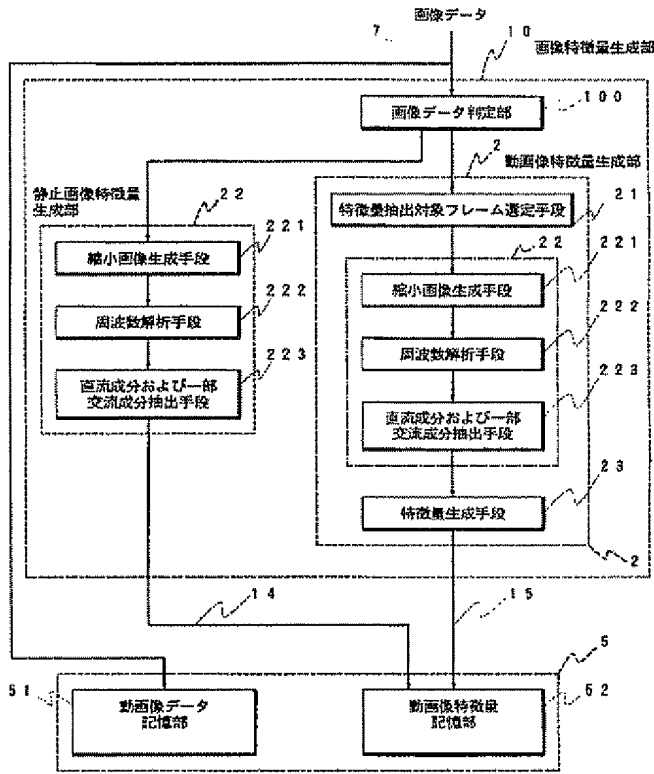 画像データ
7
10
画像特徴量生成部
画像データ判定部
100
2
動画像特徴量生成部
静止画像特徴量
生成部
22
特徴量抽出対象フレーム選定手段
21
221
縮小画像生成手段
22
221
縮小画像生成手段
222
周波数解析手段
222
周波数解析手段
223
直流成分および一部
交流成分抽出手段
223
直流成分および一部
交流成分抽出手段
23
特徴量生成手段
2
14
15
5
51
動画像データ
記憶部
動画像特徴量
記憶部
52